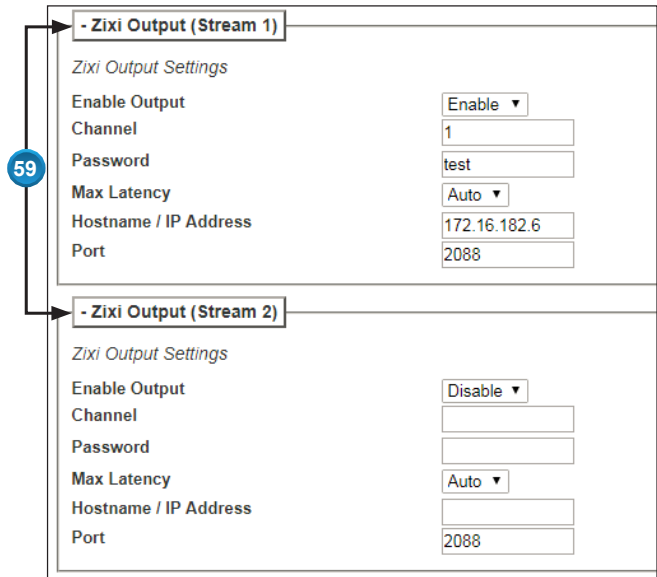 - Zixi Output (Stream 1)
Zixi Output Settings
Enable Output Enable ▼
Channel 1
Password test
59
Max Latency Auto ▼
Hostname / IP Address 172.16.182.6
Port 2088
- Zixi Output (Stream 2)
Zixi Output Settings
Enable Output Disable ▼
Channel
Password
Max Latency Auto ▼
Hostname / IP Address
Port 2088